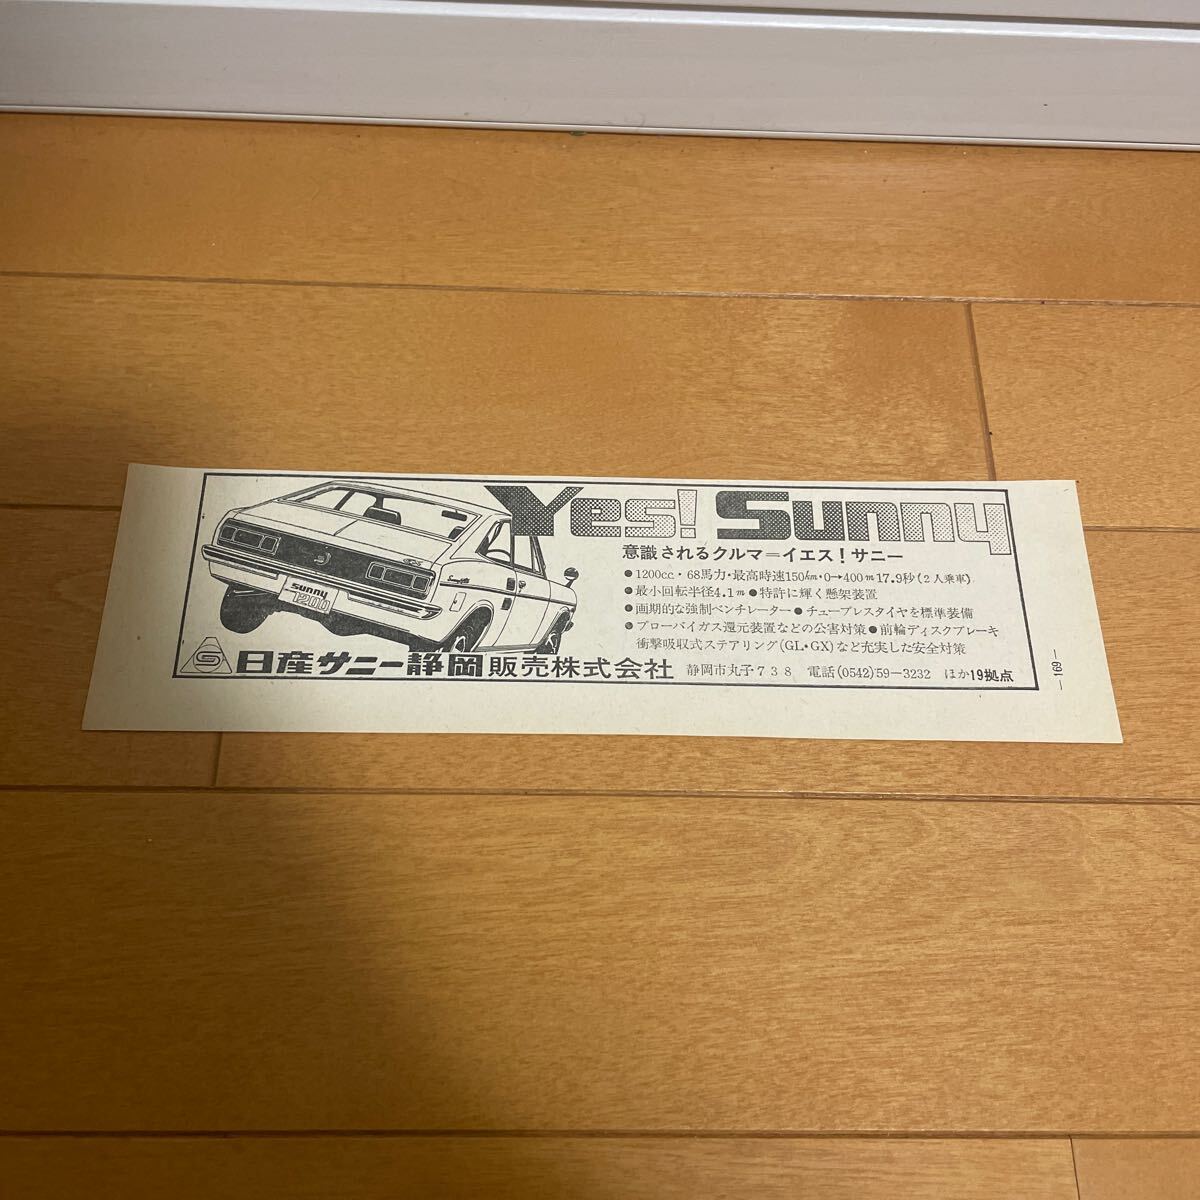 Yes! Sunny
意識されるクルマ＝イエス！サニー
●1200cc・68馬力・最高時速150km・0→400m17.9秒(2人乗車)
●最小回転半径4.1m●特許に輝く懸架装置
●画期的な強制ベンチレーター●チューブレスタイヤを標準装備
●ブローバイガス還元装置などの公害対策●前輪ディスクブレーキ
衝撃吸収式ステアリング(GL・GX)など充実した安全対策
Sunny
1200
日産サニー静岡販売株式会社 静岡市丸子738 電話(0542)59―3232 ほか19拠点
―169―